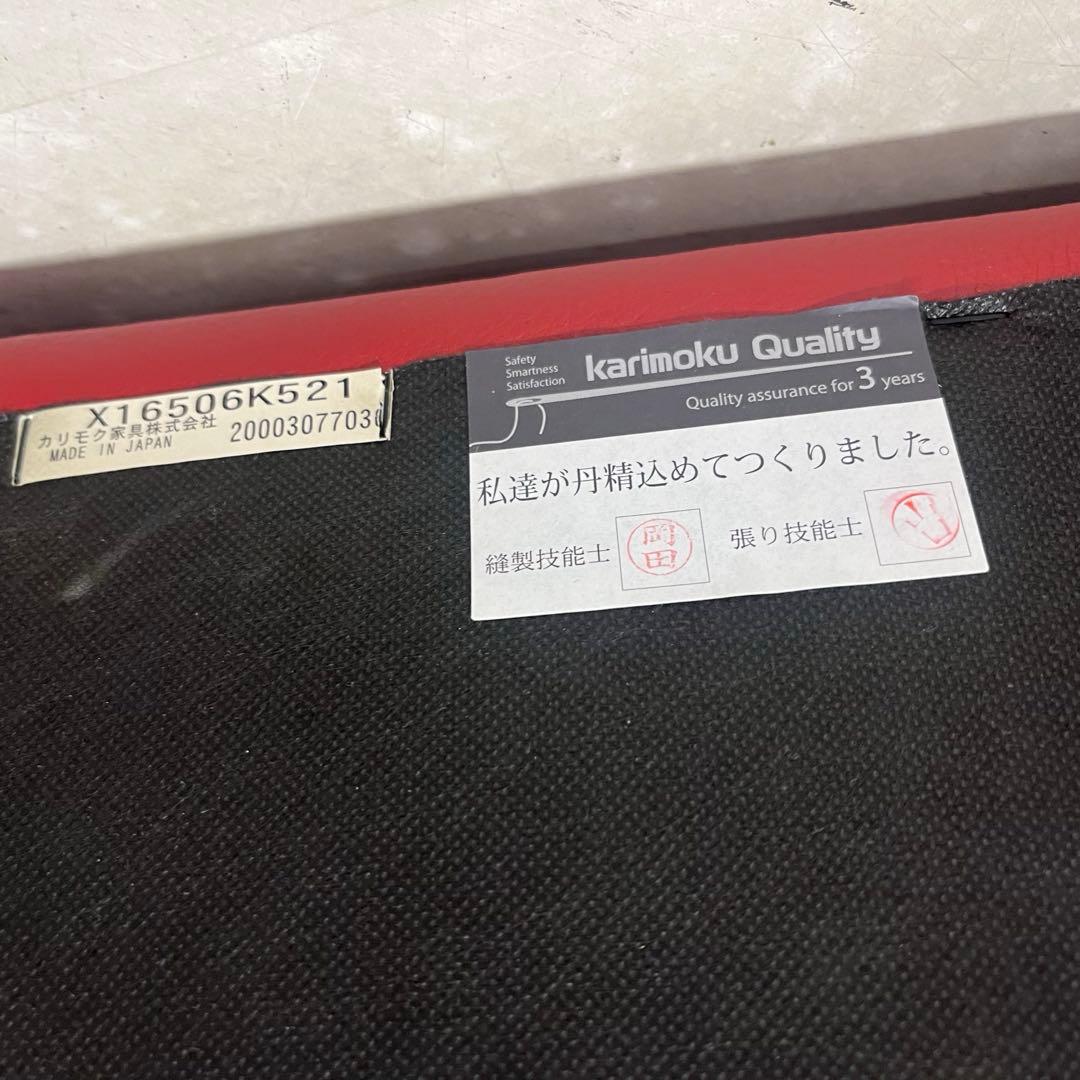 X16506K521
カリモク家具株式会社
MADE IN JAPAN
2000307703
Safety
Smartness
Satisfaction
karimoku Quality
Quality assurance for 3 years
私達が丹精込めてつくりました。
縫製技能士
岡田
張り技能士